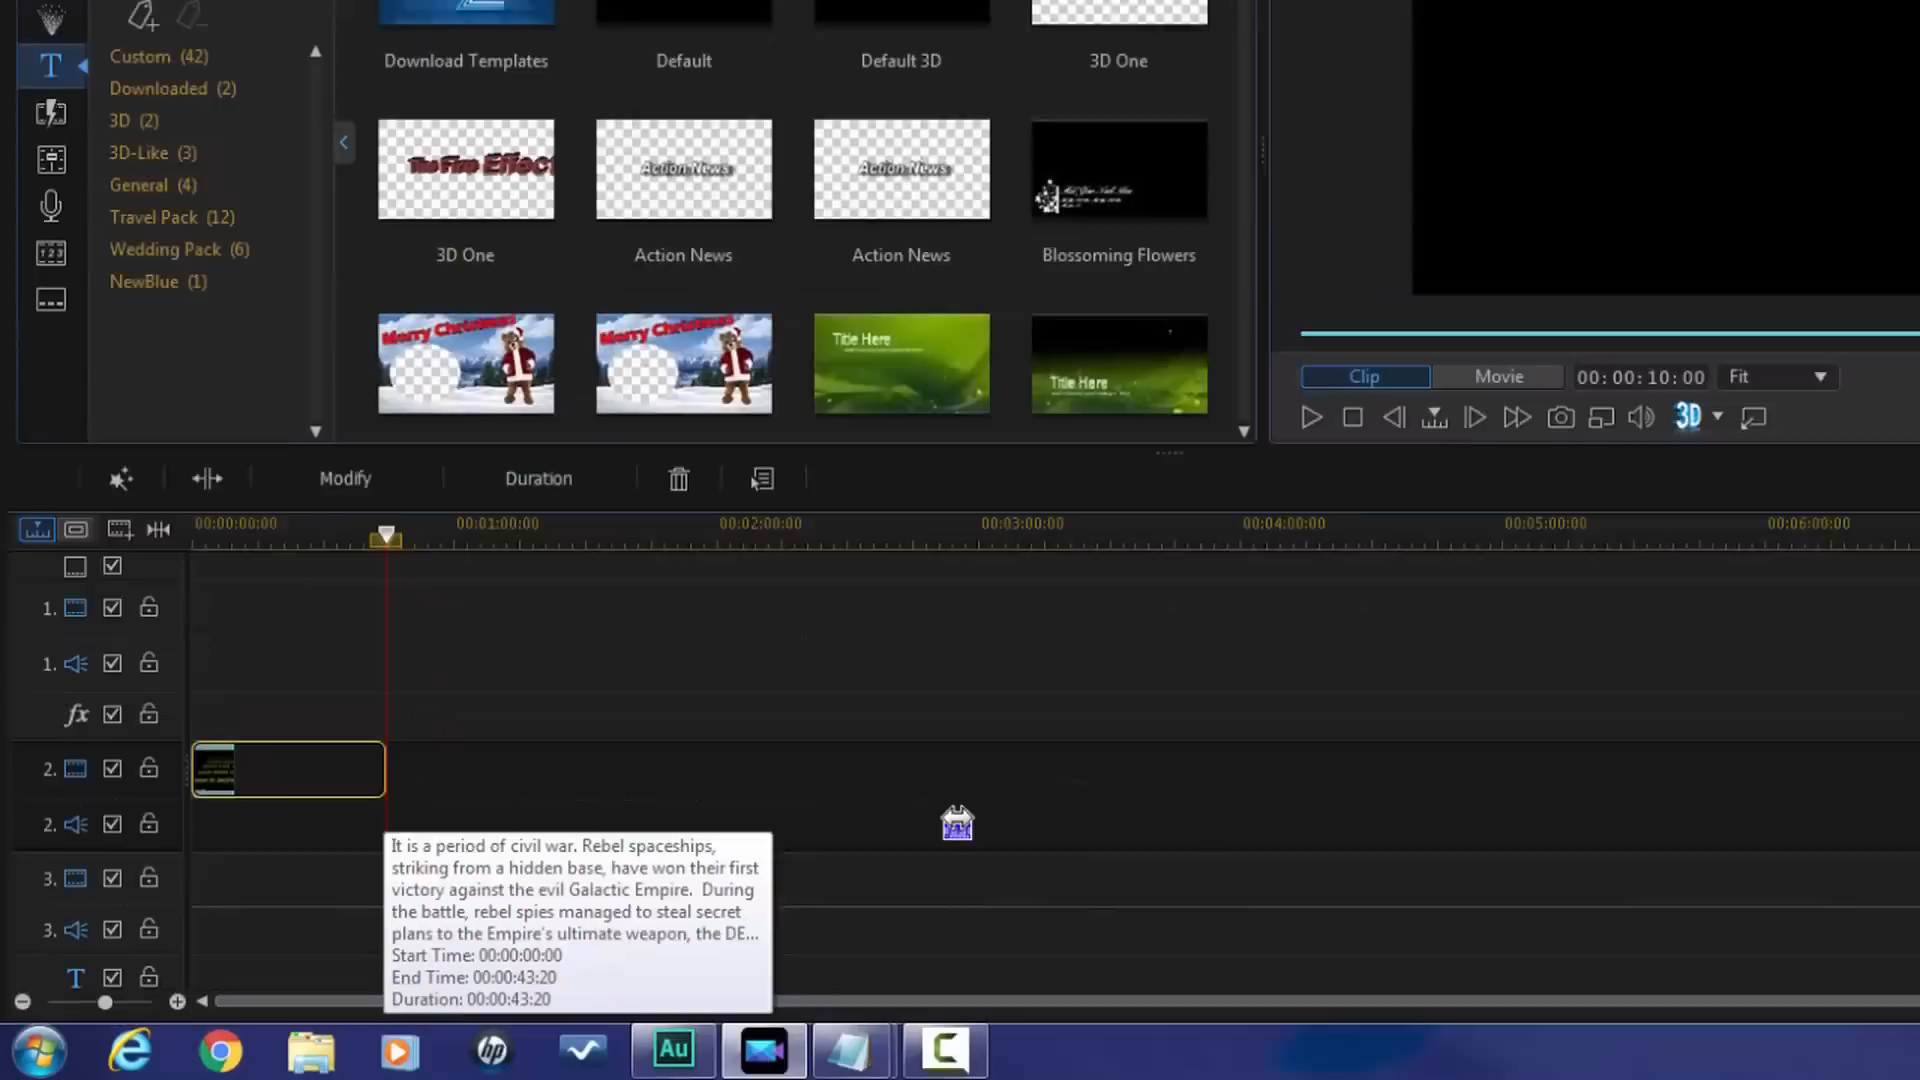 Custom (42)
Downloaded (2)
3D (2)
3D-Like (3)
General (4)
Travel Pack (12)
Wedding Pack (6)
NewBlue (1)
Download Templates
Default
Default 3D
3D One
The Fire Effect
Action News
Action News
3D One
Action News
Action News
Blossoming Flowers
Merry Christmas
Merry Christmas
Title Here
Title Here
Clip
Movie
00:00:10:00
Fit
3D
Modify
Duration
00:00:00:00
00:01:00:00
00:02:00:00
00:03:00:00
00:04:00:00
00:05:00:00
00:06:00:00
1.
1.
fx
2.
2.
3.
3.
T
It is a period of civil war. Rebel spaceships,
striking from a hidden base, have won their first
victory against the evil Galactic Empire. During
the battle, rebel spies managed to steal secret
plans to the Empire's ultimate weapon, the DE...
Start Time: 00:00:00:00
End Time: 00:00:43:20
Duration: 00:00:43:20
hp
Au
C